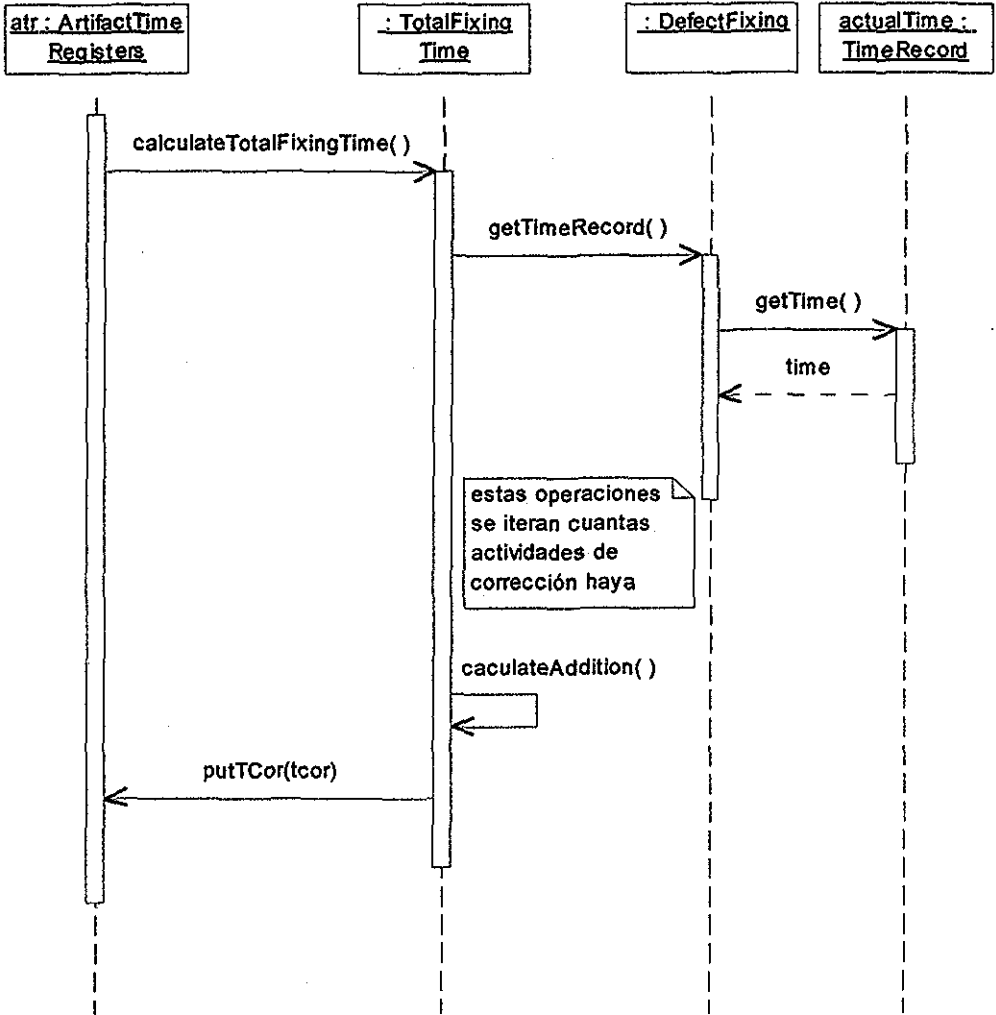 atr : ArtifactTime
Registers
: TotalFixing
Time
: DefectFixing
actualTime :
TimeRecord
calculateTotalFixingTime( )
getTimeRecord( )
getTime( )
time
estas operaciones
se iteran cuantas
actividades de
corrección haya
caculateAddition( )
putTCor(tcor)